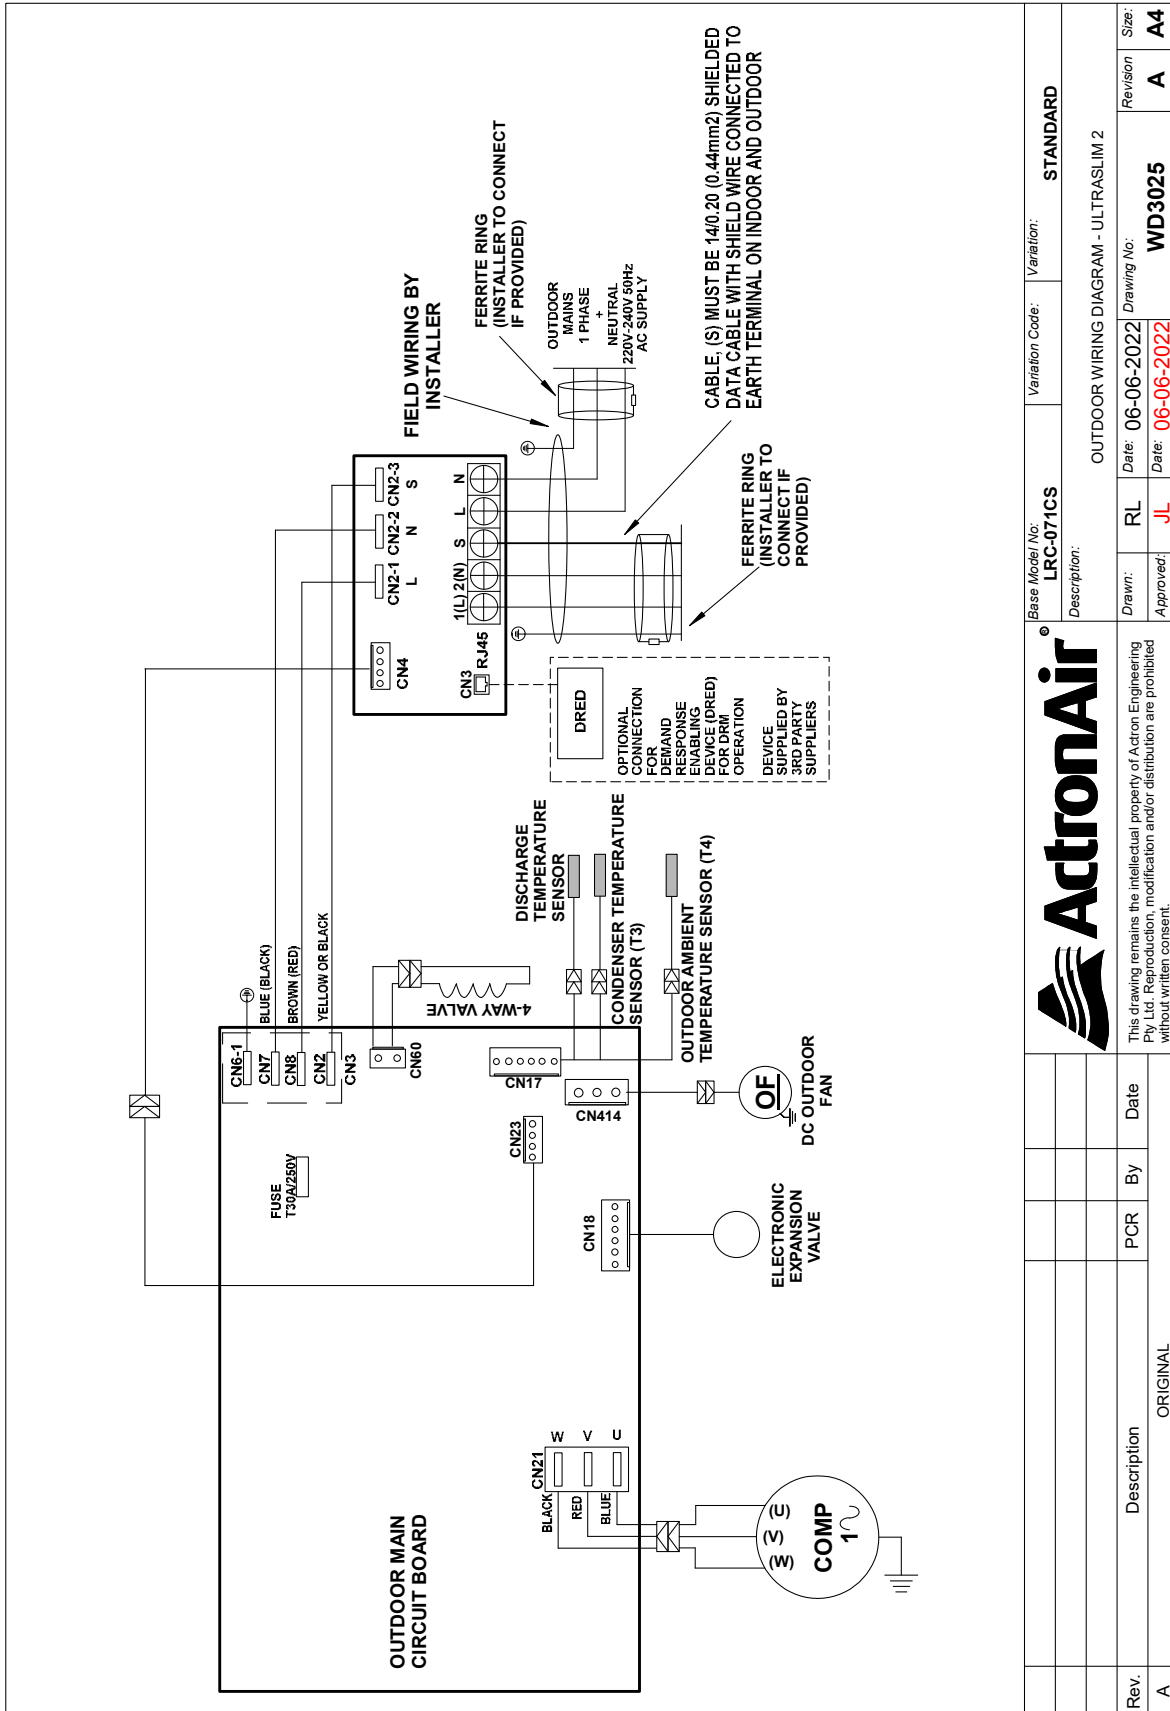 OUTDOOR MAIN
CIRCUIT BOARD
FUSE
T30A/250V
CN6-1
CN7
CN8
CN2
CN3
BLUE (BLACK)
BROWN (RED)
YELLOW OR BLACK
CN60
4-WAY VALVE
CN17
CN414
CN23
CN18
CN21
W
V
U
BLACK
RED
BLUE
(U)
(V)
(W)
COMP
1
ELECTRONIC
EXPANSION
VALVE
OF
DC OUTDOOR
FAN
DISCHARGE
TEMPERATURE
SENSOR
CONDENSER TEMPERATURE
SENSOR (T3)
OUTDOOR AMBIENT
TEMPERATURE SENSOR (T4)
CN4
CN2-1
L
CN2-2
N
CN2-3
S
CN3
RJ45
1(L)
2(N)
S
L
N
DRED
OPTIONAL
CONNECTION
FOR
DEMAND
RESPONSE
ENABLING
DEVICE (DRED)
FOR DRM
OPERATION
DEVICE
SUPPLIED BY
3RD PARTY
SUPPLIERS
FIELD WIRING BY
INSTALLER
FERRITE RING
(INSTALLER TO CONNECT
IF PROVIDED)
OUTDOOR
MAINS
1 PHASE
+
NEUTRAL
220V-240V 50Hz
AC SUPPLY
FERRITE RING
(INSTALLER TO
CONNECT IF
PROVIDED)
CABLE, (S) MUST BE 14/0.20 (0.44mm2) SHIELDED
DATA CABLE WITH SHIELD WIRE CONNECTED TO
EARTH TERMINAL ON INDOOR AND OUTDOOR
Rev.
Description
PCR
By
Date
A
ORIGINAL
ActronAir®
This drawing remains the intellectual property of Actron Engineering
Pty Ltd. Reproduction, modification and/or distribution are prohibited
without written consent.
Base Model No:
LRC-071CS
Variation Code:
Variation:
STANDARD
Description:
OUTDOOR WIRING DIAGRAM - ULTRASLIM 2
Drawn:
RL
Date:
06-06-2022
Approved:
JL
Date:
06-06-2022
Drawing No:
WD3025
Revision
A
Size:
A4